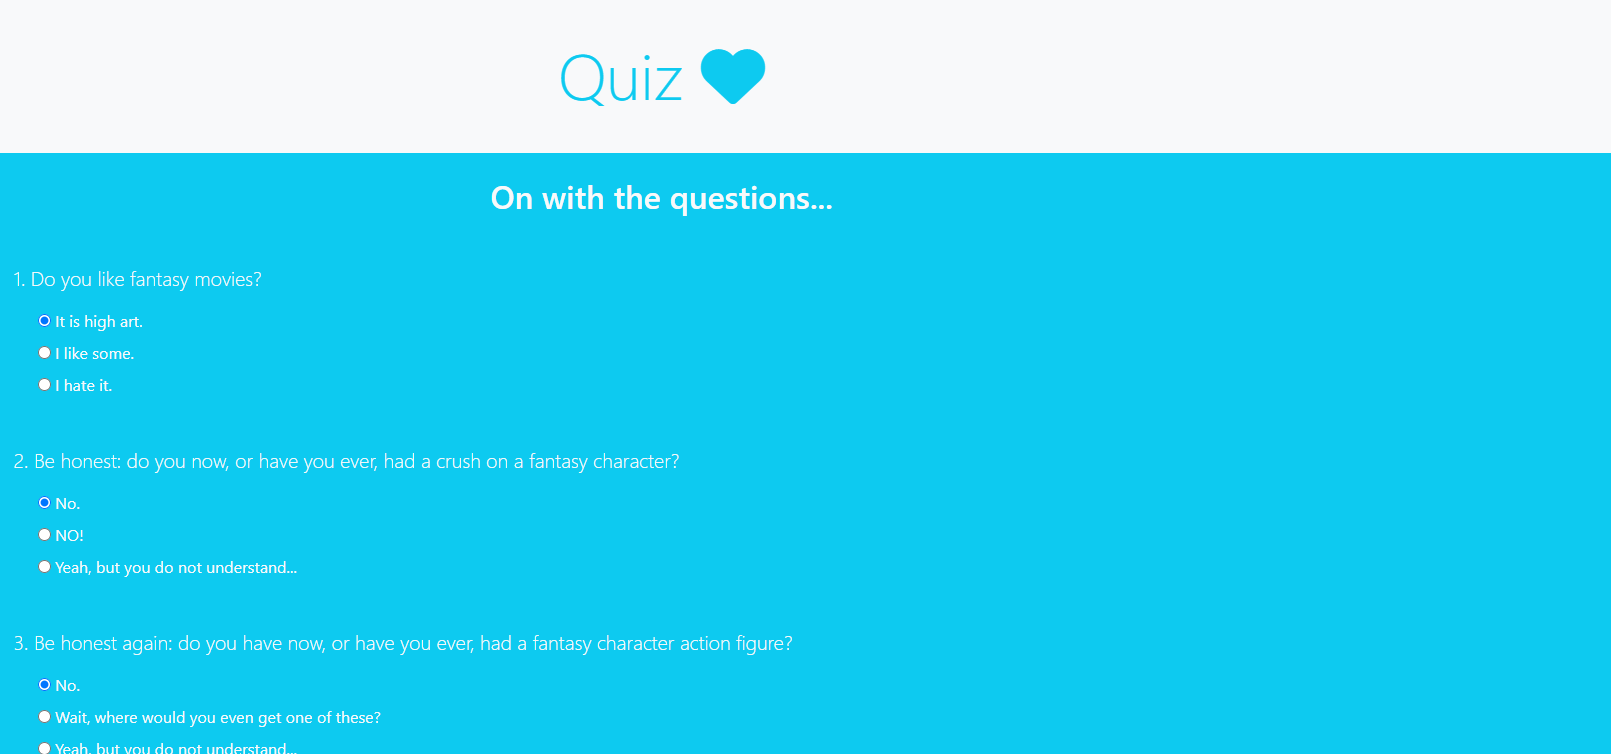 Quiz
On with the questions...
1. Do you like fantasy movies?
It is high art.
I like some.
I hate it.
2. Be honest: do you now, or have you ever, had a crush on a fantasy character?
No.
NO!
Yeah, but you do not understand...
3. Be honest again: do you have now, or have you ever, had a fantasy character action figure?
No.
Wait, where would you even get one of these?
Yeah, but you do not understand...